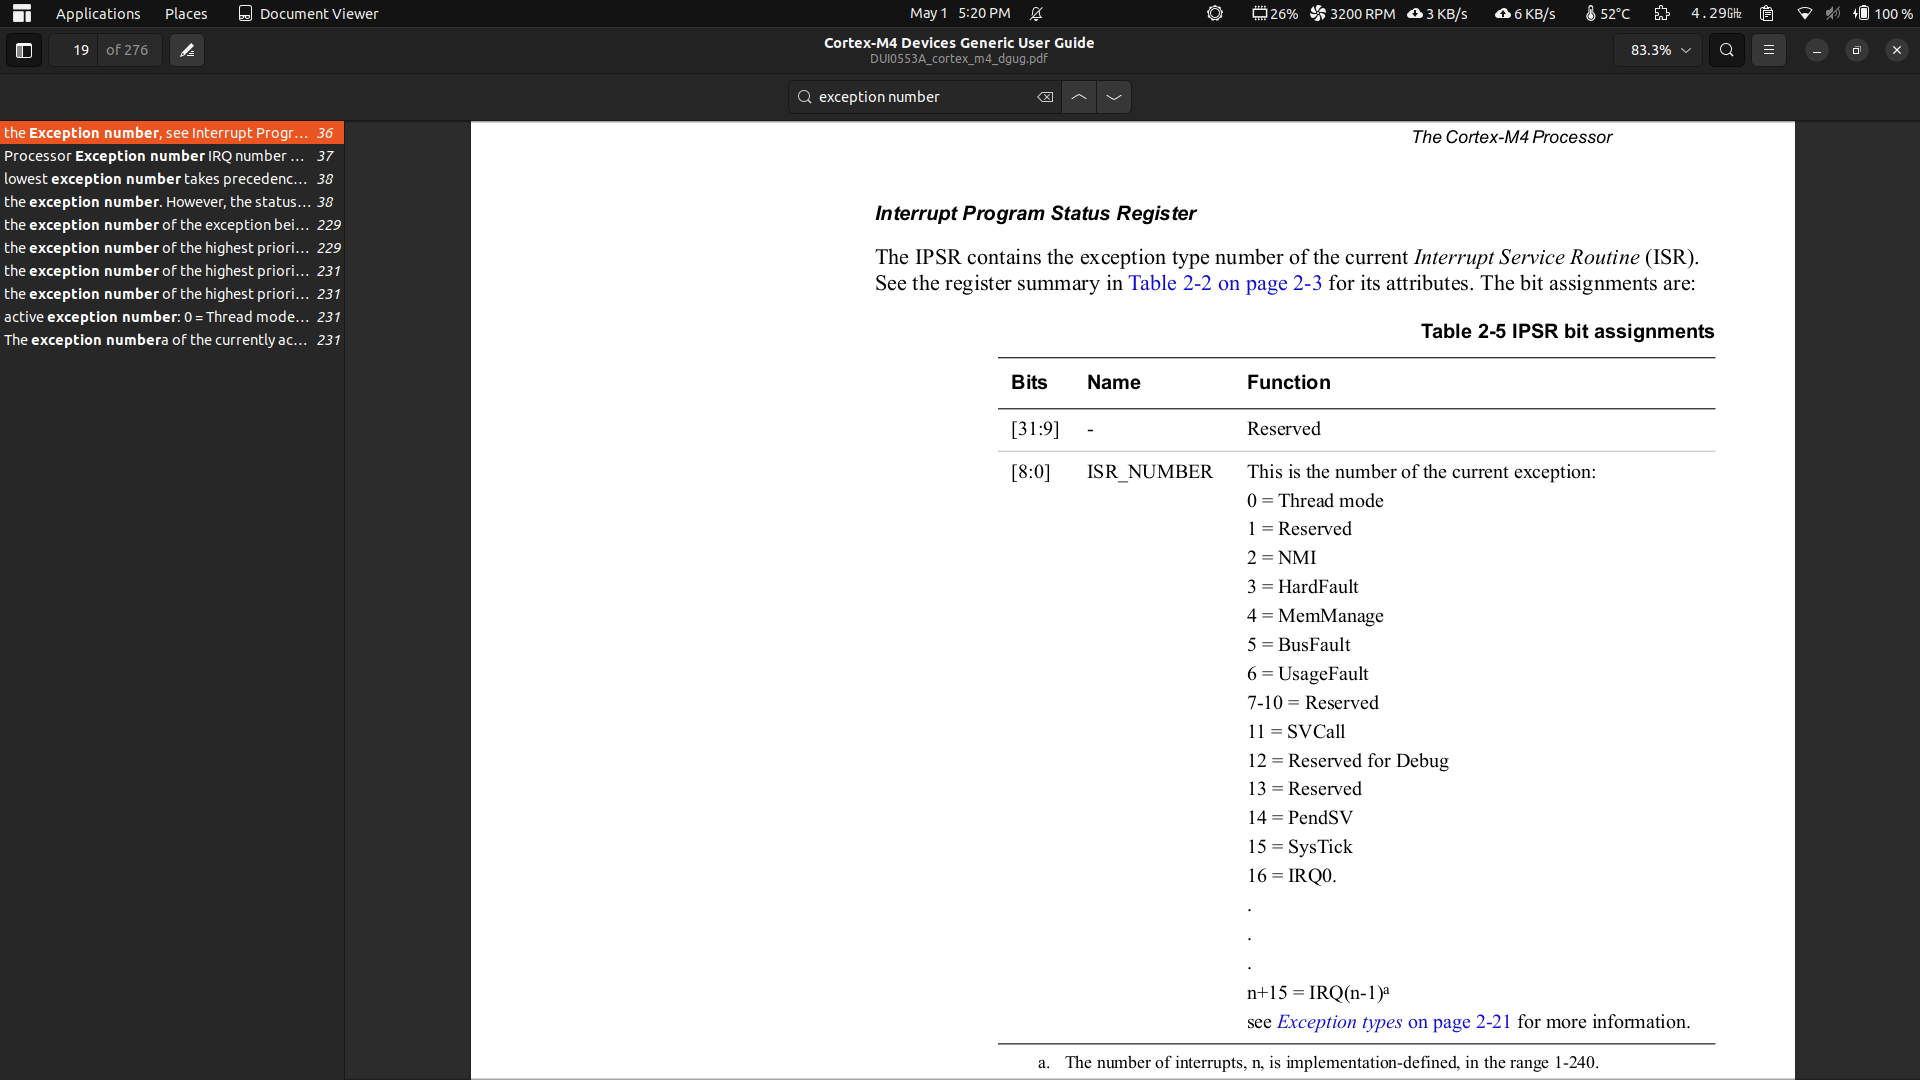 Applications Places Document Viewer May 1 5:20 PM 26% 3200 RPM 3 KB/s 6 KB/s 52°C 4.29GHz 100 %
19 of 276 Cortex-M4 Devices Generic User Guide 83.3%
DUI0553A_cortex_m4_dgug.pdf
exception number
the Exception number, see Interrupt Progr... 36
Processor Exception number IRQ number ... 37
lowest exception number takes precedenc... 38
the exception number. However, the status... 38
the exception number of the exception bei... 229
the exception number of the highest priori... 229
the exception number of the highest priori... 231
the exception number of the highest priori... 231
active exception number: 0 = Thread mode... 231
The exception numbera of the currently ac... 231
The Cortex-M4 Processor
Interrupt Program Status Register
The IPSR contains the exception type number of the current Interrupt Service Routine (ISR).
See the register summary in Table 2-2 on page 2-3 for its attributes. The bit assignments are:
Table 2-5 IPSR bit assignments
Bits Name Function
[31:9] - Reserved
[8:0] ISR_NUMBER This is the number of the current exception:
0 = Thread mode
1 = Reserved
2 = NMI
3 = HardFault
4 = MemManage
5 = BusFault
6 = UsageFault
7-10 = Reserved
11 = SVCall
12 = Reserved for Debug
13 = Reserved
14 = PendSV
15 = SysTick
16 = IRQ0.
.
.
.
n+15 = IRQ(n-1)a
see Exception types on page 2-21 for more information.
a. The number of interrupts, n, is implementation-defined, in the range 1-240.